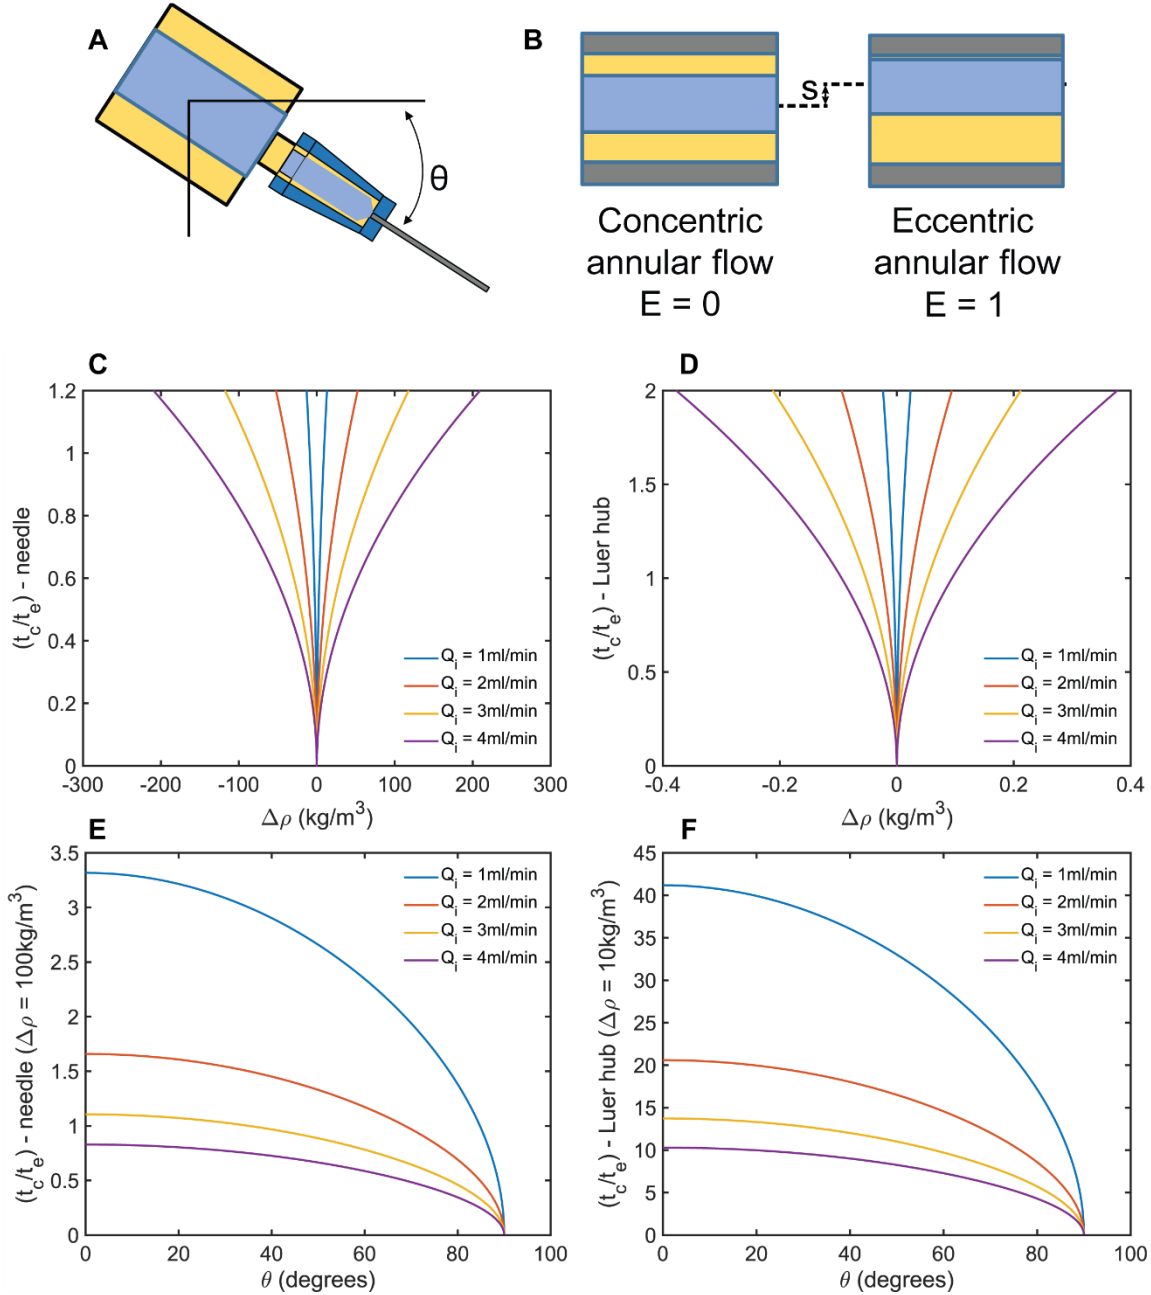 A
θ
B
S
Concentric
annular flow
E = 0
Eccentric
annular flow
E = 1
C
(t_c/t_e) - needle
1.2
1
0.8
0.6
0.4
0.2
0
Q_i = 1ml/min
Q_i = 2ml/min
Q_i = 3ml/min
Q_i = 4ml/min
-300 -200 -100 0 100 200 300
Δρ (kg/m³)
D
(t_c/t_e) - Luer hub
2
1.5
1
0.5
0
Q_i = 1ml/min
Q_i = 2ml/min
Q_i = 3ml/min
Q_i = 4ml/min
-0.4 -0.2 0 0.2 0.4
Δρ (kg/m³)
E
(t_c/t_e) - needle (Δρ = 100kg/m³)
3.5
3
2.5
2
1.5
1
0.5
0
Q_i = 1ml/min
Q_i = 2ml/min
Q_i = 3ml/min
Q_i = 4ml/min
0 20 40 60 80 100
θ (degrees)
F
(t_c/t_e) - Luer hub (Δρ = 10kg/m³)
45
40
35
30
25
20
15
10
5
0
Q_i = 1ml/min
Q_i = 2ml/min
Q_i = 3ml/min
Q_i = 4ml/min
0 20 40 60 80 100
θ (degrees)